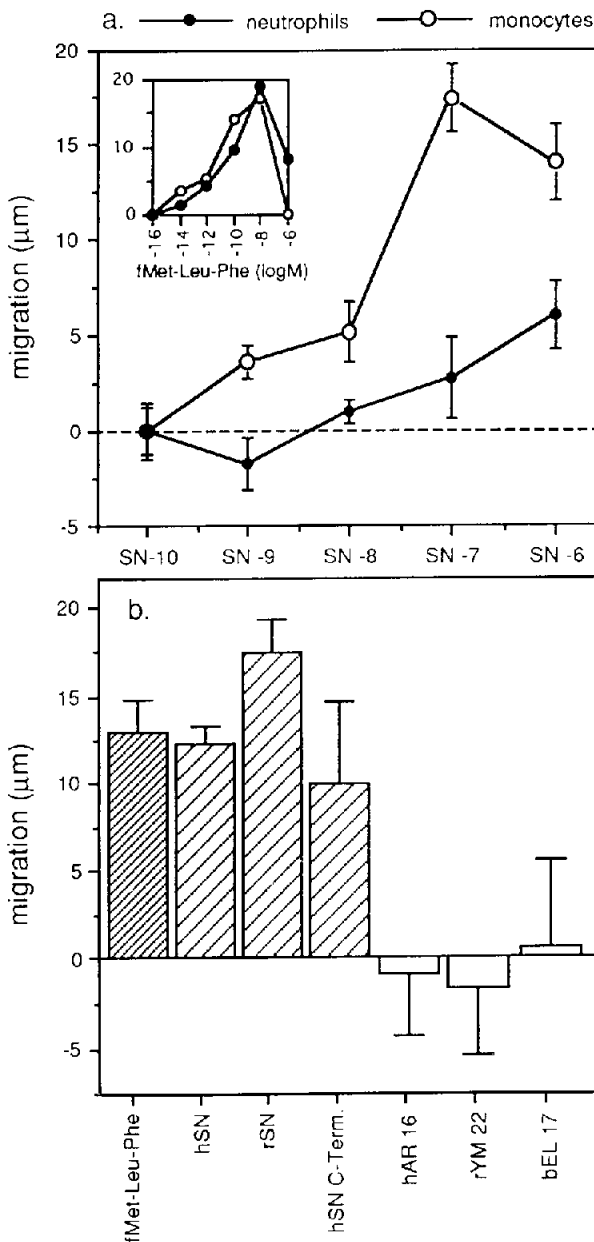 a. neutrophils monocytes
20
15
10
5
0
-5
migration (μm)
20
10
0
-16
-14
-12
-10
-8
-6
fMet-Leu-Phe (logM)
SN -10 SN -9 SN -8 SN -7 SN -6
b.
20
15
10
5
0
-5
migration (μm)
fMet-Leu-Phe
hSN
rSN
hSN C-Term.
hAR 16
rYM 22
bEL 17